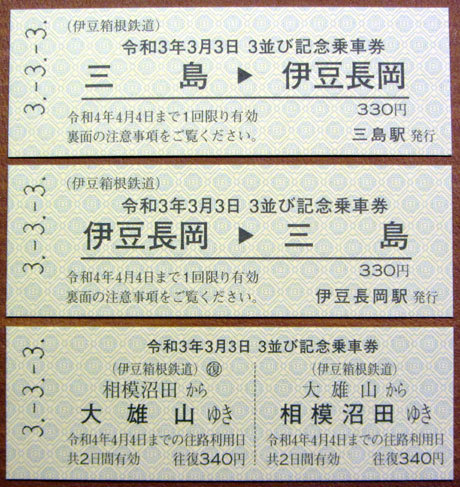 3.-3.-3.
(伊豆箱根鉄道)
令和3年3月3日 3並び記念乗車券
三島 ▶ 伊豆長岡
330円
令和4年4月4日まで1回限り有効
裏面の注意事項をご覧ください。
三島駅 発行
3.-3.-3.
(伊豆箱根鉄道)
令和3年3月3日 3並び記念乗車券
伊豆長岡 ▶ 三島
330円
令和4年4月4日まで1回限り有効
裏面の注意事項をご覧ください。
伊豆長岡駅 発行
3.-3.-3.
令和3年3月3日 3並び記念乗車券
(伊豆箱根鉄道) ㊝
相模沼田 から
大雄山 ゆき
令和4年4月4日までの往路利用日
共2日間有効 往復340円
(伊豆箱根鉄道)
大雄山 から
相模沼田 ゆき
令和4年4月4日までの往路利用日
共2日間有効 往復340円